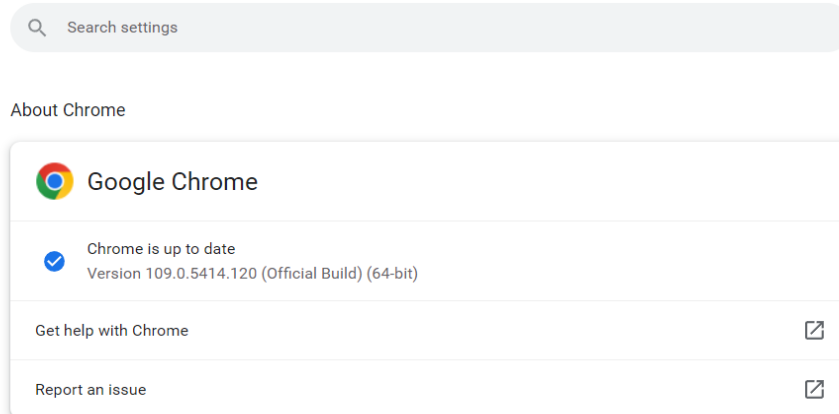 Search settings
About Chrome
Google Chrome
Chrome is up to date
Version 109.0.5414.120 (Official Build) (64-bit)
Get help with Chrome
Report an issue